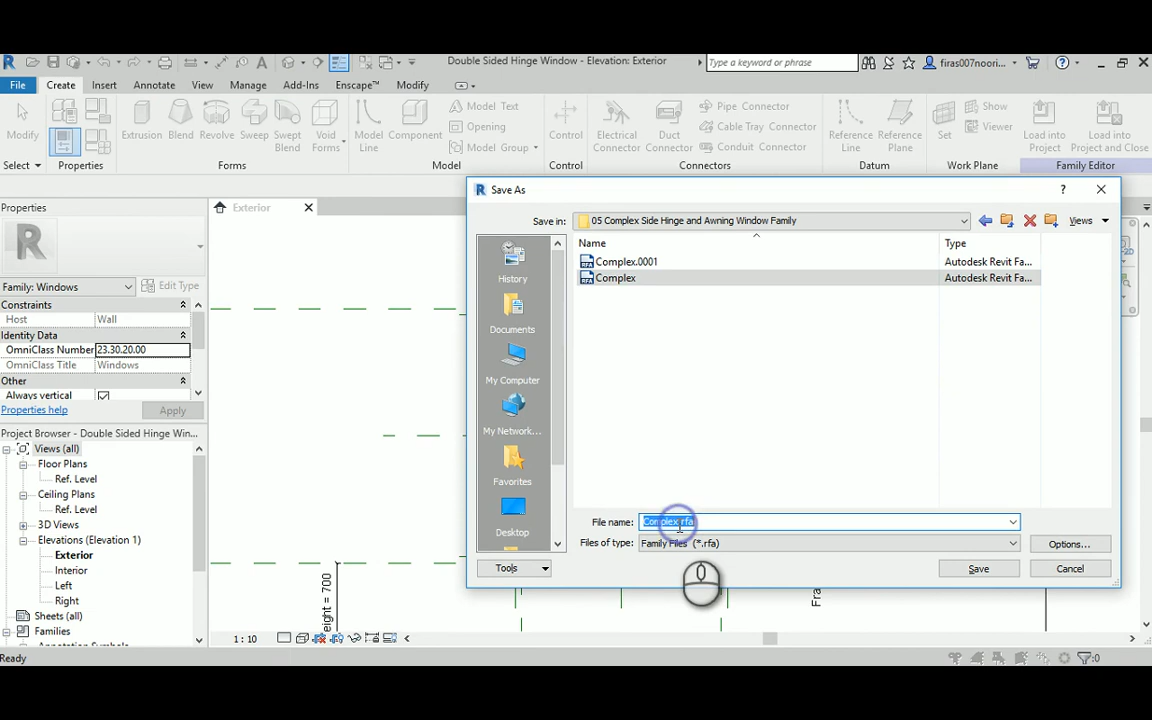 Double Sided Hinge Window - Elevation: Exterior
Type a keyword or phrase
firas007noori...
File
Create
Insert
Annotate
View
Manage
Add-Ins
Enscape™
Modify
Modify
Extrusion
Blend
Revolve
Sweep
Swept Blend
Void Forms
Model Line
Component
Model Text
Opening
Model Group
Control
Electrical Connector
Duct Connector
Pipe Connector
Cable Tray Connector
Conduit Connector
Reference Line
Reference Plane
Set
Show
Viewer
Load into Project
Load into Project and Close
Select
Properties
Forms
Model
Control
Connectors
Datum
Work Plane
Family Editor
Properties
Exterior
Family: Windows
Edit Type
Constraints
Host Wall
Identity Data
OmniClass Number 23.30.20.00
OmniClass Title Windows
Other
Always vertical
Properties help
Apply
Project Browser - Double Sided Hinge Win...
Views (all)
Floor Plans
Ref. Level
Ceiling Plans
Ref. Level
3D Views
Elevations (Elevation 1)
Exterior
Interior
Left
Right
Sheets (all)
Families
Annotation Symbols
Ready
eight = 700
1 : 10
Fra
:0
Save As
?
Save in:
05 Complex Side Hinge and Awning Window Family
Views
Name
Type
Complex.0001
Autodesk Revit Fa...
Complex
Autodesk Revit Fa...
History
Documents
My Computer
My Network...
Favorites
Desktop
File name: Complex.rfa
Files of type: Family Files (*.rfa)
Options...
Tools
Save
Cancel